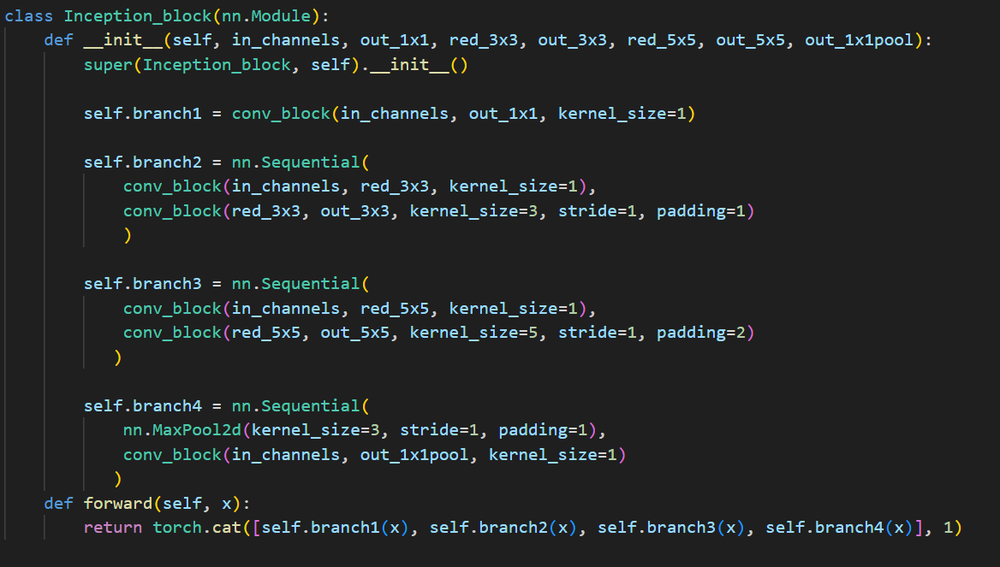 class Inception_block(nn.Module):
    def __init__(self, in_channels, out_1x1, red_3x3, out_3x3, red_5x5, out_5x5, out_1x1pool):
        super(Inception_block, self).__init__()

        self.branch1 = conv_block(in_channels, out_1x1, kernel_size=1)

        self.branch2 = nn.Sequential(
            conv_block(in_channels, red_3x3, kernel_size=1),
            conv_block(red_3x3, out_3x3, kernel_size=3, stride=1, padding=1)
            )

        self.branch3 = nn.Sequential(
            conv_block(in_channels, red_5x5, kernel_size=1),
            conv_block(red_5x5, out_5x5, kernel_size=5, stride=1, padding=2)
           )

        self.branch4 = nn.Sequential(
            nn.MaxPool2d(kernel_size=3, stride=1, padding=1),
            conv_block(in_channels, out_1x1pool, kernel_size=1)
           )
    def forward(self, x):
        return torch.cat([self.branch1(x), self.branch2(x), self.branch3(x), self.branch4(x)], 1)